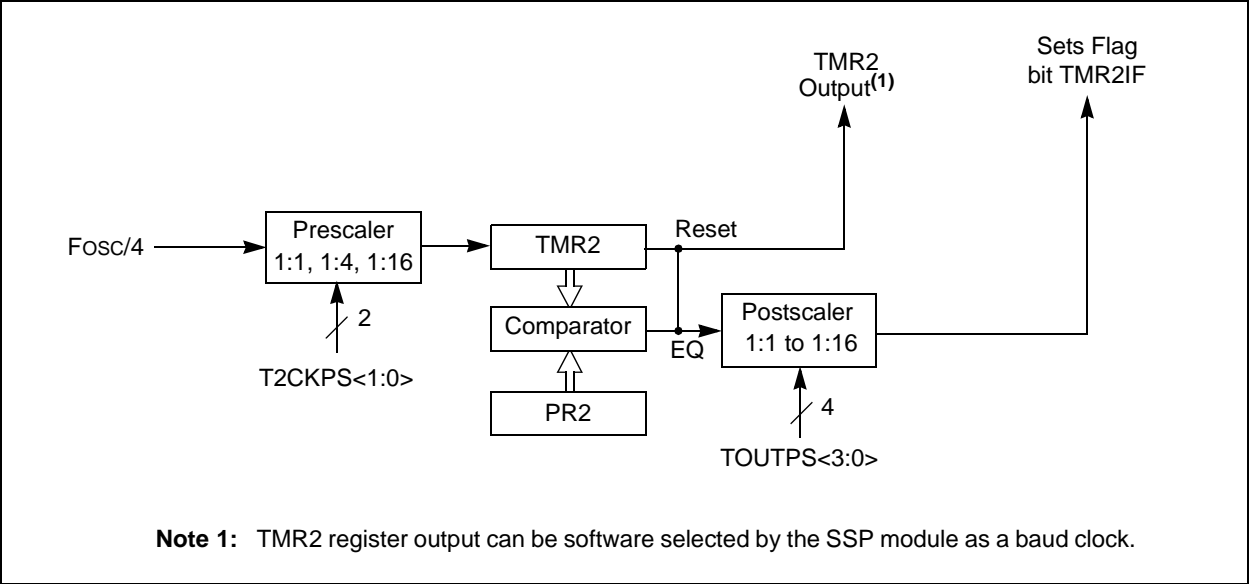 TMR2
Output(1)
Sets Flag
bit TMR2IF
Fosc/4
Prescaler
1:1, 1:4, 1:16
2
T2CKPS<1:0>
TMR2
Reset
Comparator
EQ
PR2
Postscaler
1:1 to 1:16
4
TOUTPS<3:0>
Note 1: TMR2 register output can be software selected by the SSP module as a baud clock.